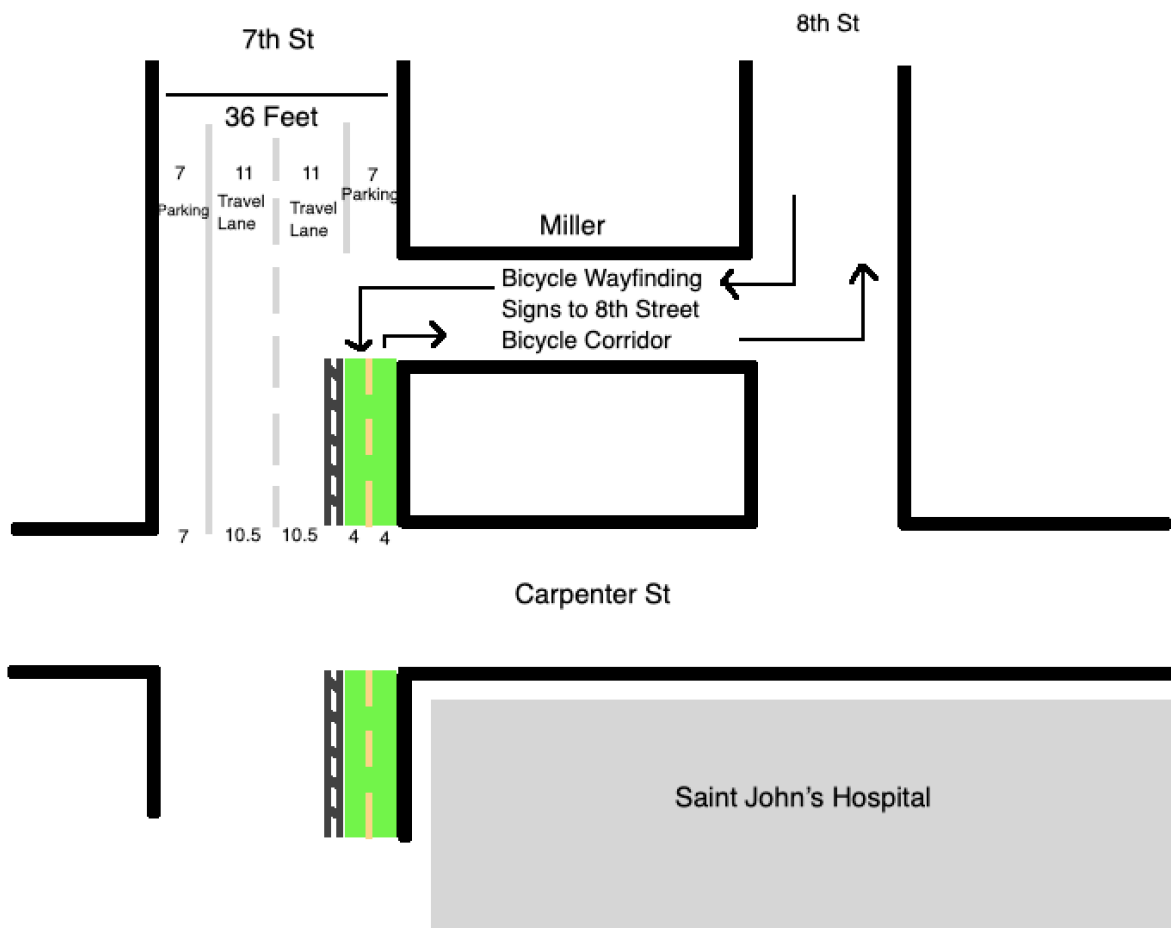 7th St
8th St
36 Feet
7
11
11
7
Parking
Travel
Lane
Travel
Lane
Parking
Miller
Bicycle Wayfinding
Signs to 8th Street
Bicycle Corridor
7
10.5
10.5
4
4
Carpenter St
Saint John's Hospital